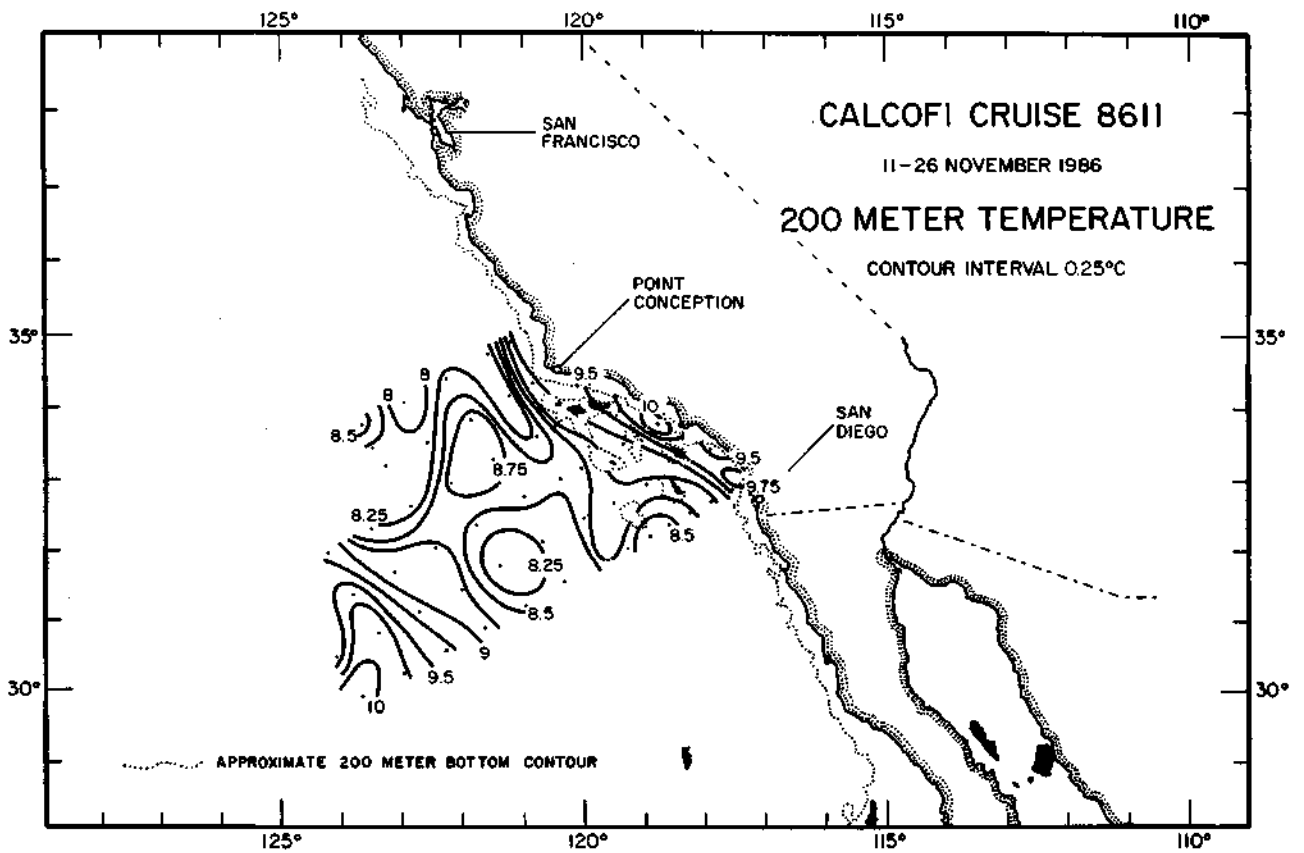 125°
120°
115°
110°
CALCOFI CRUISE 8611
11-26 NOVEMBER 1986
200 METER TEMPERATURE
CONTOUR INTERVAL 0.25°C
SAN
FRANCISCO
POINT
CONCEPTION
35°
35°
9.5
8
8
10
SAN
DIEGO
8.5
9.5
8.75
9.75
8.25
8.5
8.25
8.5
9
9.5
10
30°
30°
APPROXIMATE 200 METER BOTTOM CONTOUR
125°
120°
115°
110°